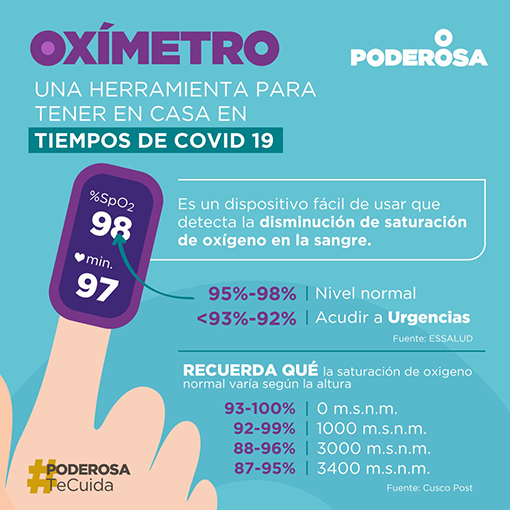 OXÍMETRO
PODEROSA
UNA HERRAMIENTA PARA
TENER EN CASA EN
TIEMPOS DE COVID 19
%SpO2
98
min.
97
Es un dispositivo fácil de usar que
detecta la disminución de saturación
de oxígeno en la sangre.
95%-98% | Nivel normal
<93%-92% | Acudir a Urgencias
Fuente: ESSALUD
RECUERDA QUÉ la saturación de oxigeno
normal varía según la altura
93-100% | 0 m.s.n.m.
92-99% | 1000 m.s.n.m.
88-96% | 3000 m.s.n.m.
87-95% | 3400 m.s.n.m.
Fuente: Cusco Post
#PODEROSA
TeCuida